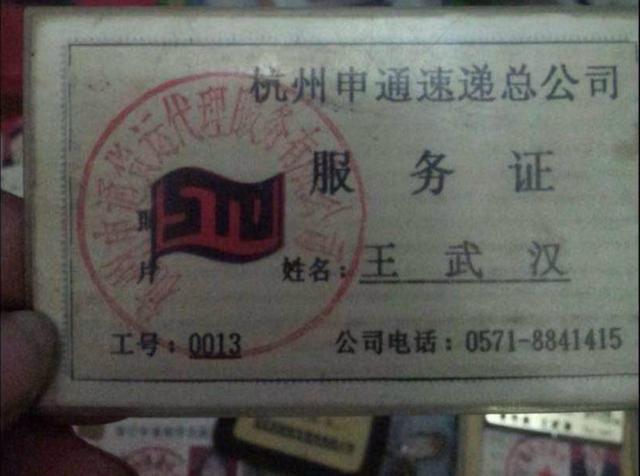 杭州申通速递总公司
服 务 证
照
片
姓名：王 武 汉
工号：0013
公司电话：0571-8841415